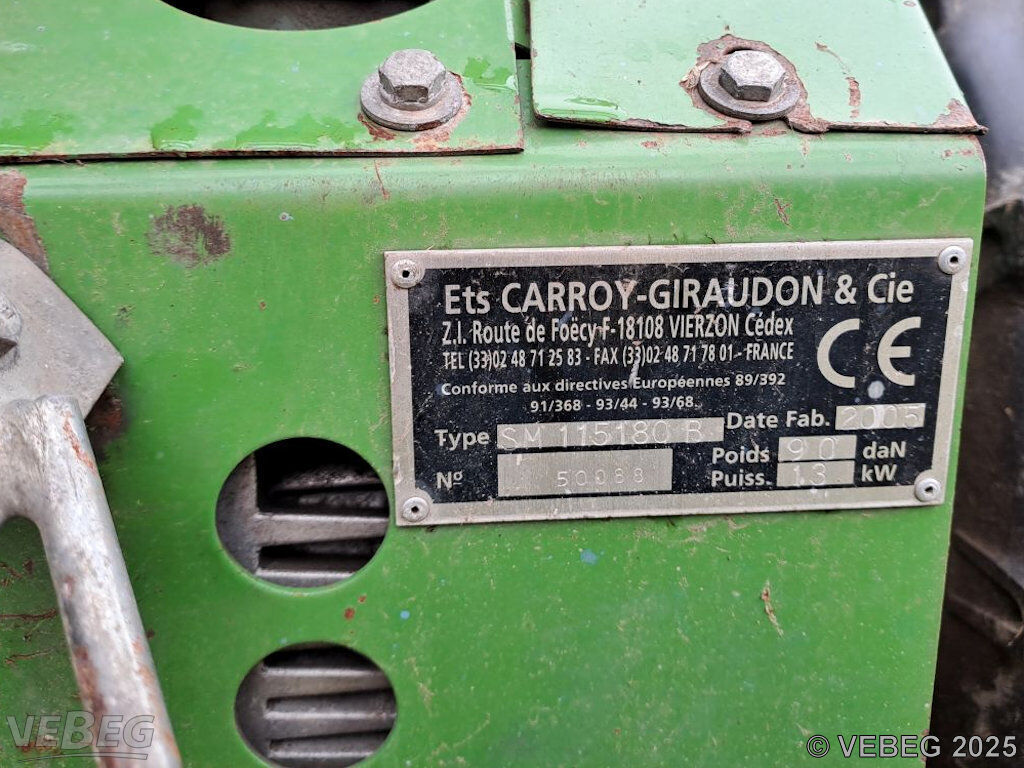 Ets CARROY-GIRAUDON & Cie
Z.I. Route de Foëcy F-18108 VIERZON Cédex
TEL (33)02 48 71 25 83 - FAX (33)02 48 71 78 01 - FRANCE
CE
Conforme aux directives Européennes 89/392
91/368 - 93/44 - 93/68
Type SM 115180 B Date Fab. 2005
Nº 50088 Poids 90 daN
Puiss. 13 kW
VEBEG
© VEBEG 2025